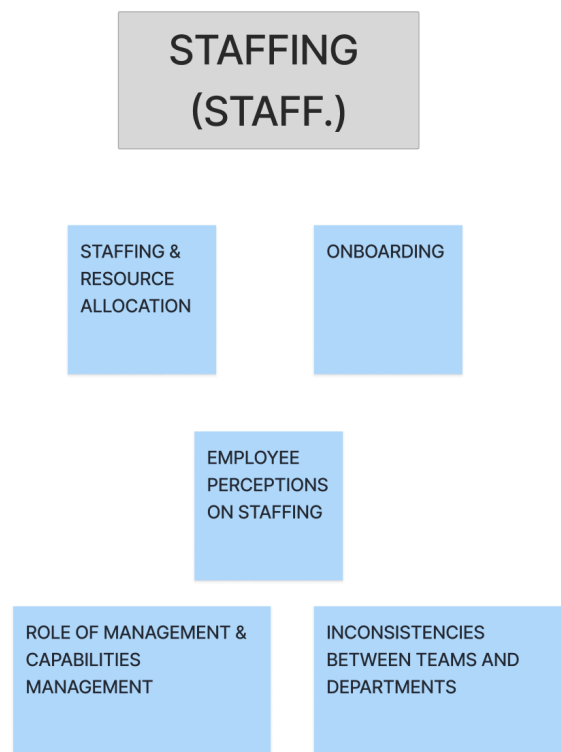 STAFFING
(STAFF.)
STAFFING &
RESOURCE
ALLOCATION
ONBOARDING
EMPLOYEE
PERCEPTIONS
ON STAFFING
ROLE OF MANAGEMENT &
CAPABILITIES
MANAGEMENT
INCONSISTENCIES
BETWEEN TEAMS AND
DEPARTMENTS